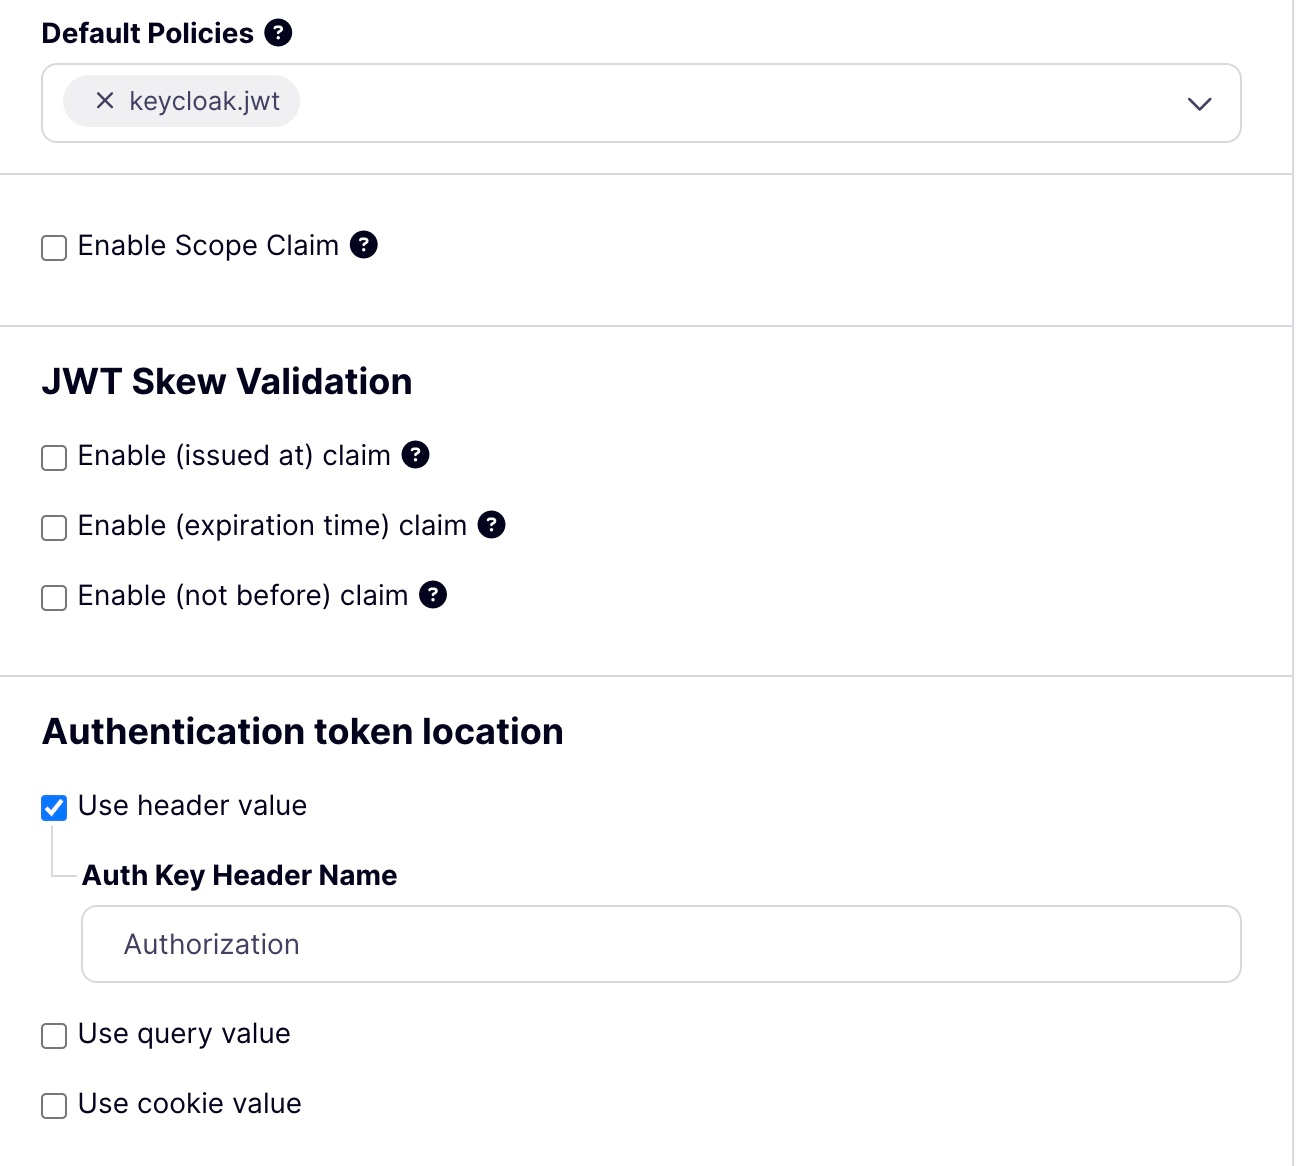 Default Policies ?
× keycloak.jwt
Enable Scope Claim ?
JWT Skew Validation
Enable (issued at) claim ?
Enable (expiration time) claim ?
Enable (not before) claim ?
Authentication token location
Use header value
Auth Key Header Name
Authorization
Use query value
Use cookie value